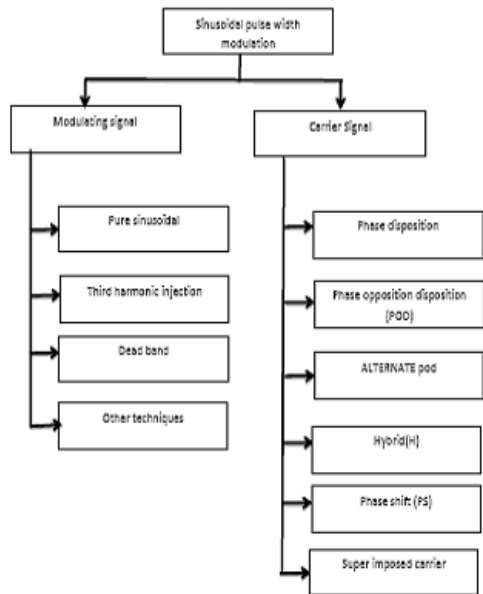 Sinusoidal pulse width
modulation
Modulating signal
Carrier Signal
Pure sinusoidal
Third harmonic injection
Dead band
Other techniques
Phase disposition
Phase opposition disposition
(POD)
ALTERNATE pod
Hybrid(H)
Phase shift (PS)
Super imposed carrier